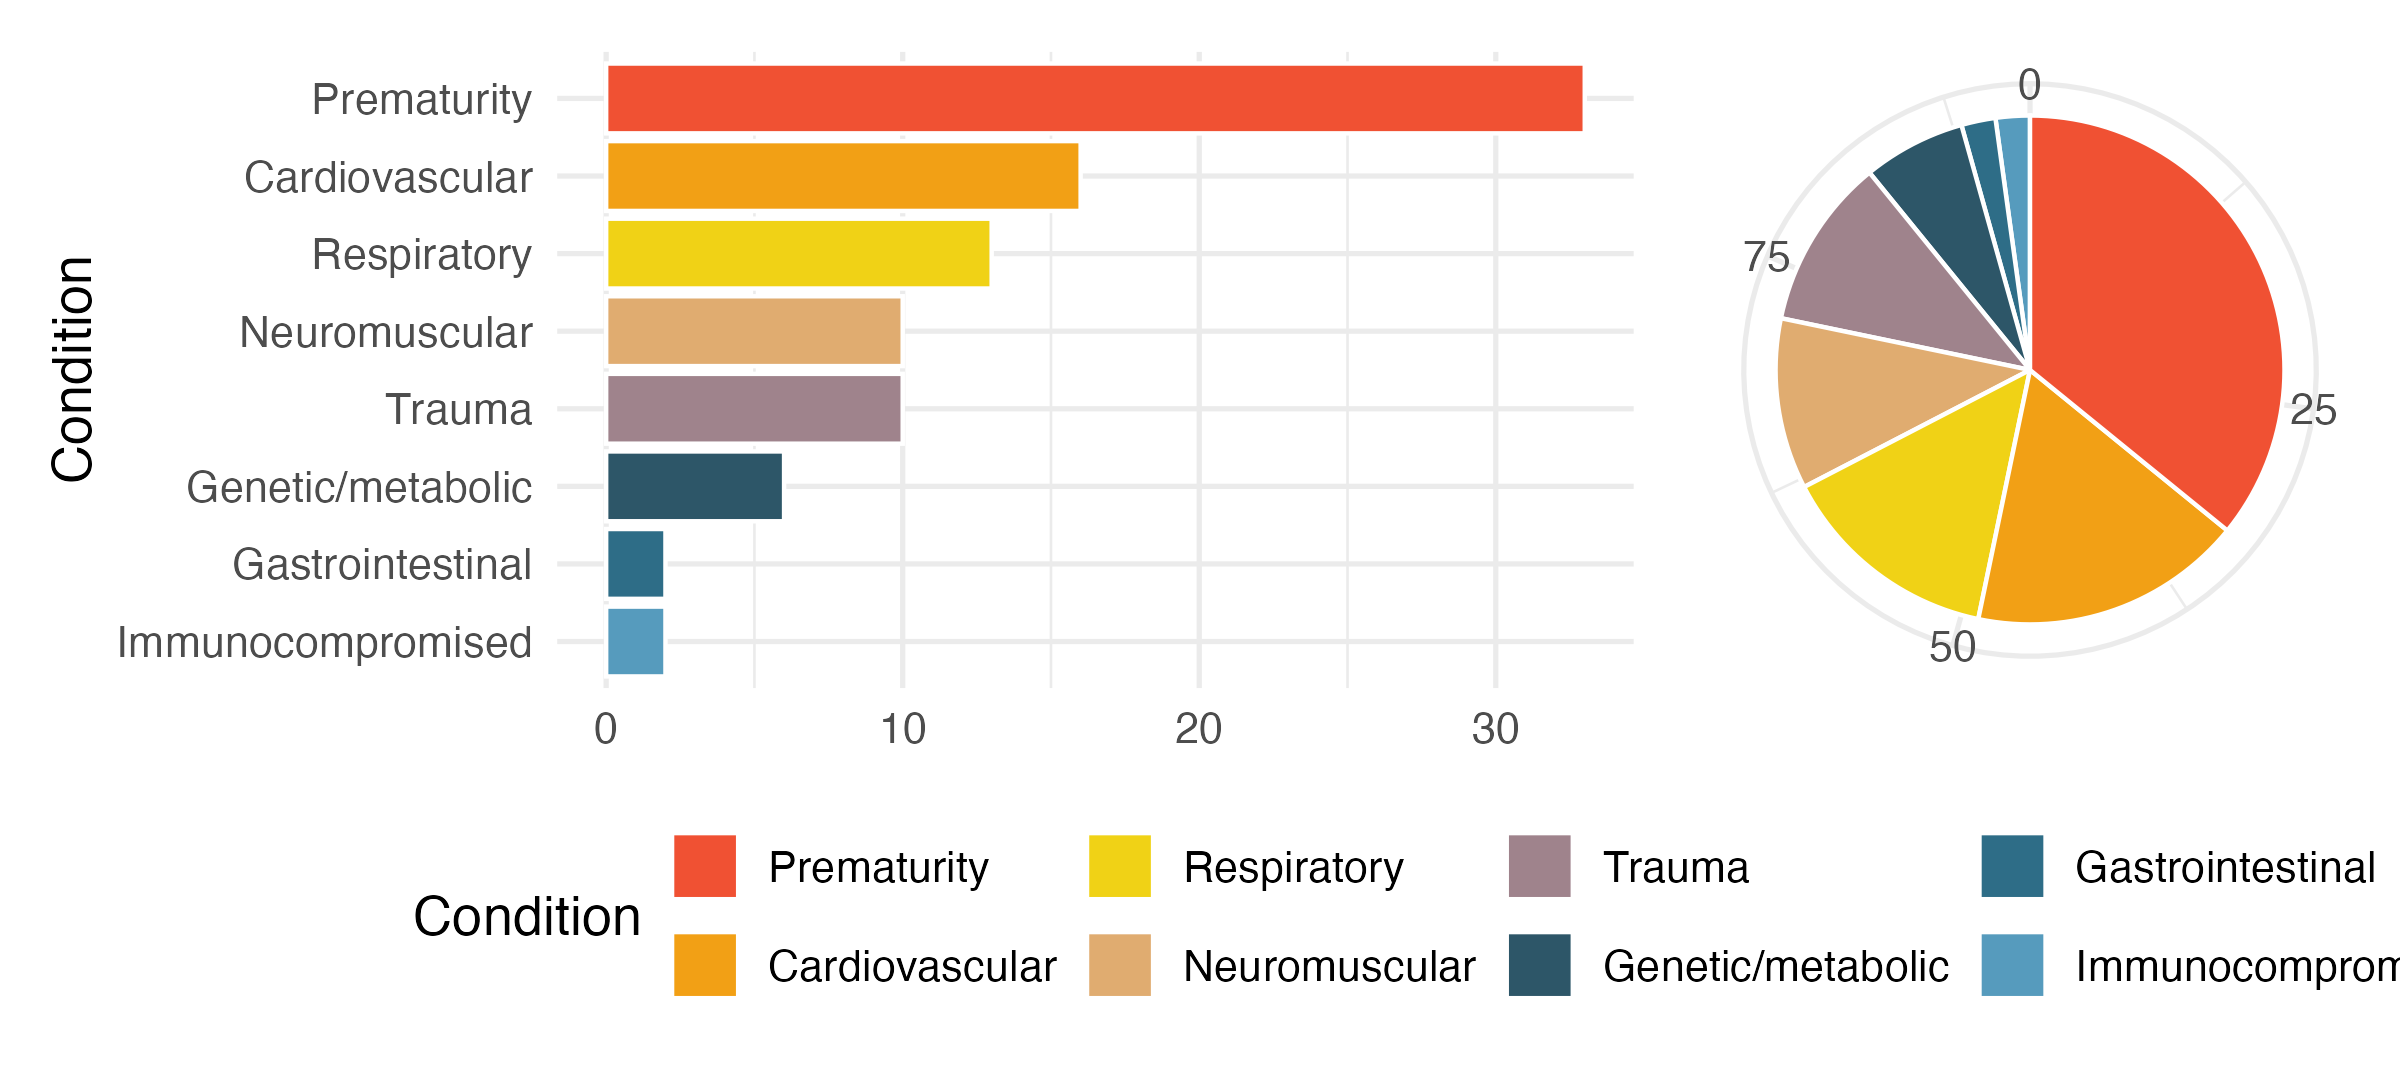 Condition
Prematurity
Cardiovascular
Respiratory
Neuromuscular
Trauma
Genetic/metabolic
Gastrointestinal
Immunocompromised
0
10
20
30
0
25
50
75
Condition
Prematurity
Respiratory
Trauma
Gastrointestinal
Cardiovascular
Neuromuscular
Genetic/metabolic
Immunocomprom